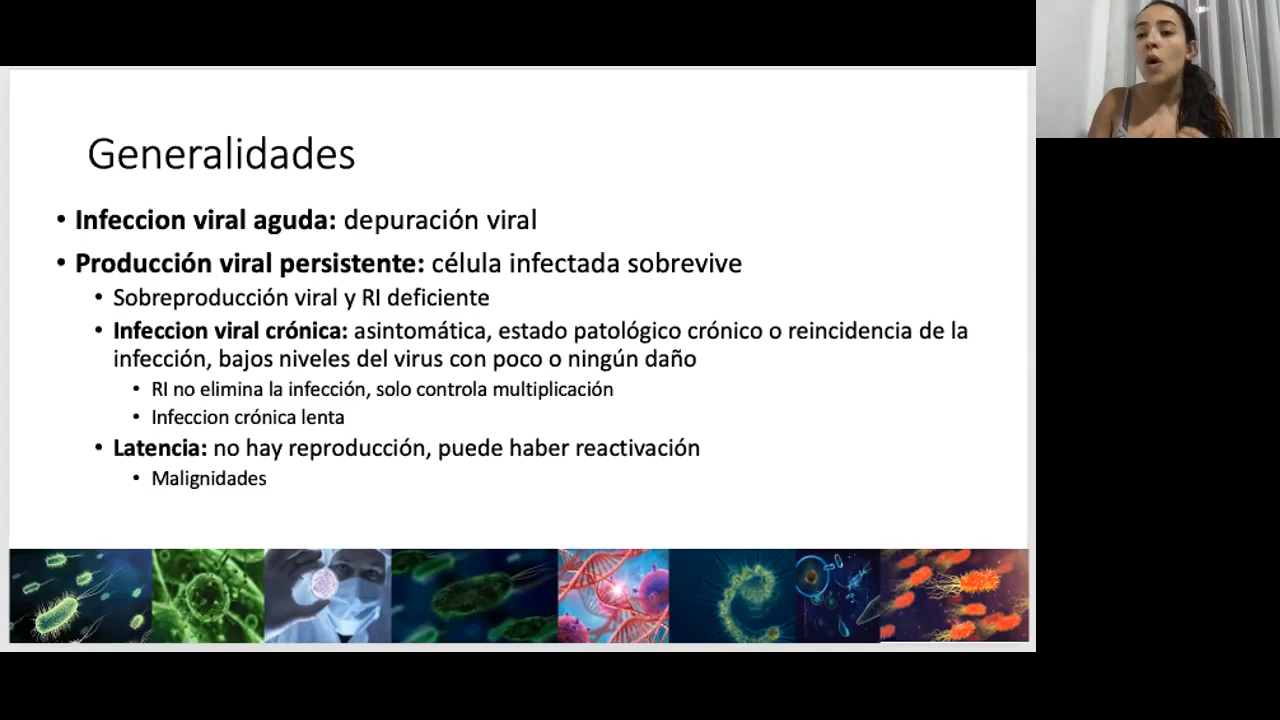 Generalidades
• Infeccion viral aguda: depuración viral
• Producción viral persistente: célula infectada sobrevive
• Sobreproducción viral y RI deficiente
• Infeccion viral crónica: asintomática, estado patológico crónico o reincidencia de la
infección, bajos niveles del virus con poco o ningún daño
• RI no elimina la infección, solo controla multiplicación
• Infeccion crónica lenta
• Latencia: no hay reproducción, puede haber reactivación
• Malignidades